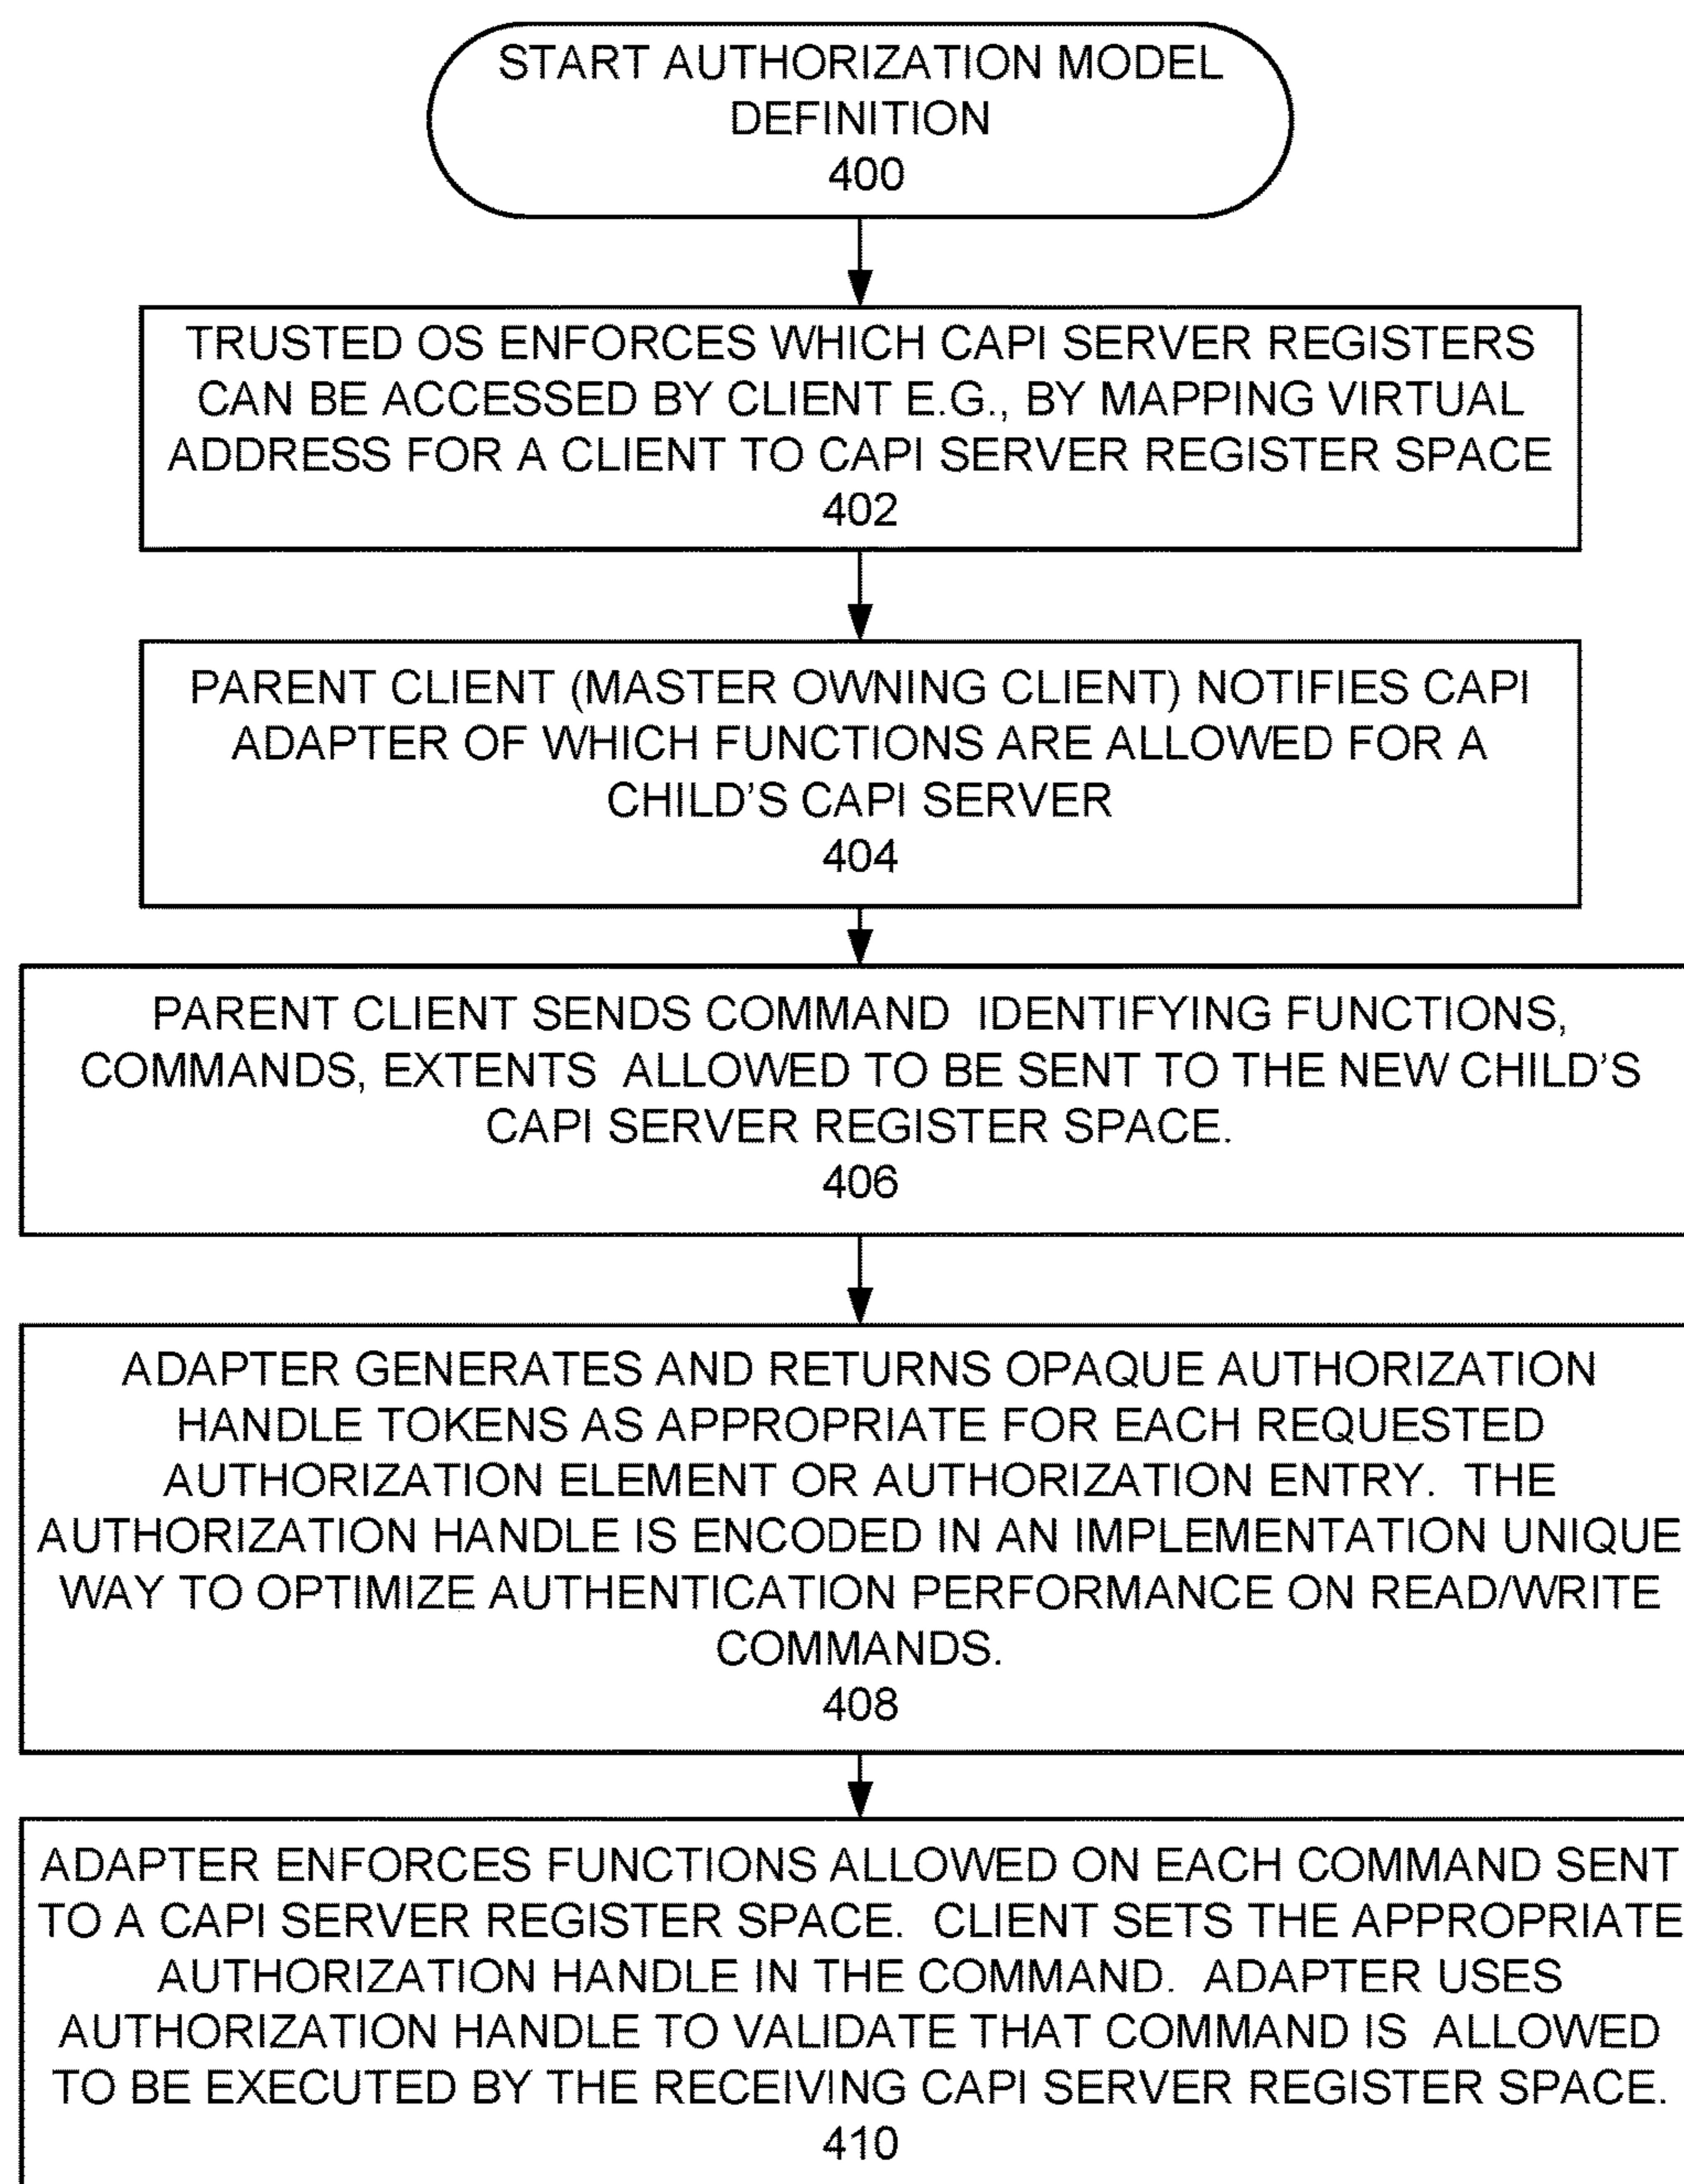 START AUTHORIZATION MODEL
DEFINITION
400
TRUSTED OS ENFORCES WHICH CAPI SERVER REGISTERS
CAN BE ACCESSED BY CLIENT E.G., BY MAPPING VIRTUAL
ADDRESS FOR A CLIENT TO CAPI SERVER REGISTER SPACE
402
PARENT CLIENT (MASTER OWNING CLIENT) NOTIFIES CAPI
ADAPTER OF WHICH FUNCTIONS ARE ALLOWED FOR A
CHILD'S CAPI SERVER
404
PARENT CLIENT SENDS COMMAND IDENTIFYING FUNCTIONS,
COMMANDS, EXTENTS ALLOWED TO BE SENT TO THE NEW CHILD'S
CAPI SERVER REGISTER SPACE.
406
ADAPTER GENERATES AND RETURNS OPAQUE AUTHORIZATION
HANDLE TOKENS AS APPROPRIATE FOR EACH REQUESTED
AUTHORIZATION ELEMENT OR AUTHORIZATION ENTRY. THE
AUTHORIZATION HANDLE IS ENCODED IN AN IMPLEMENTATION UNIQUE
WAY TO OPTIMIZE AUTHENTICATION PERFORMANCE ON READ/WRITE
COMMANDS.
408
ADAPTER ENFORCES FUNCTIONS ALLOWED ON EACH COMMAND SENT
TO A CAPI SERVER REGISTER SPACE. CLIENT SETS THE APPROPRIATE
AUTHORIZATION HANDLE IN THE COMMAND. ADAPTER USES
AUTHORIZATION HANDLE TO VALIDATE THAT COMMAND IS ALLOWED
TO BE EXECUTED BY THE RECEIVING CAPI SERVER REGISTER SPACE.
410